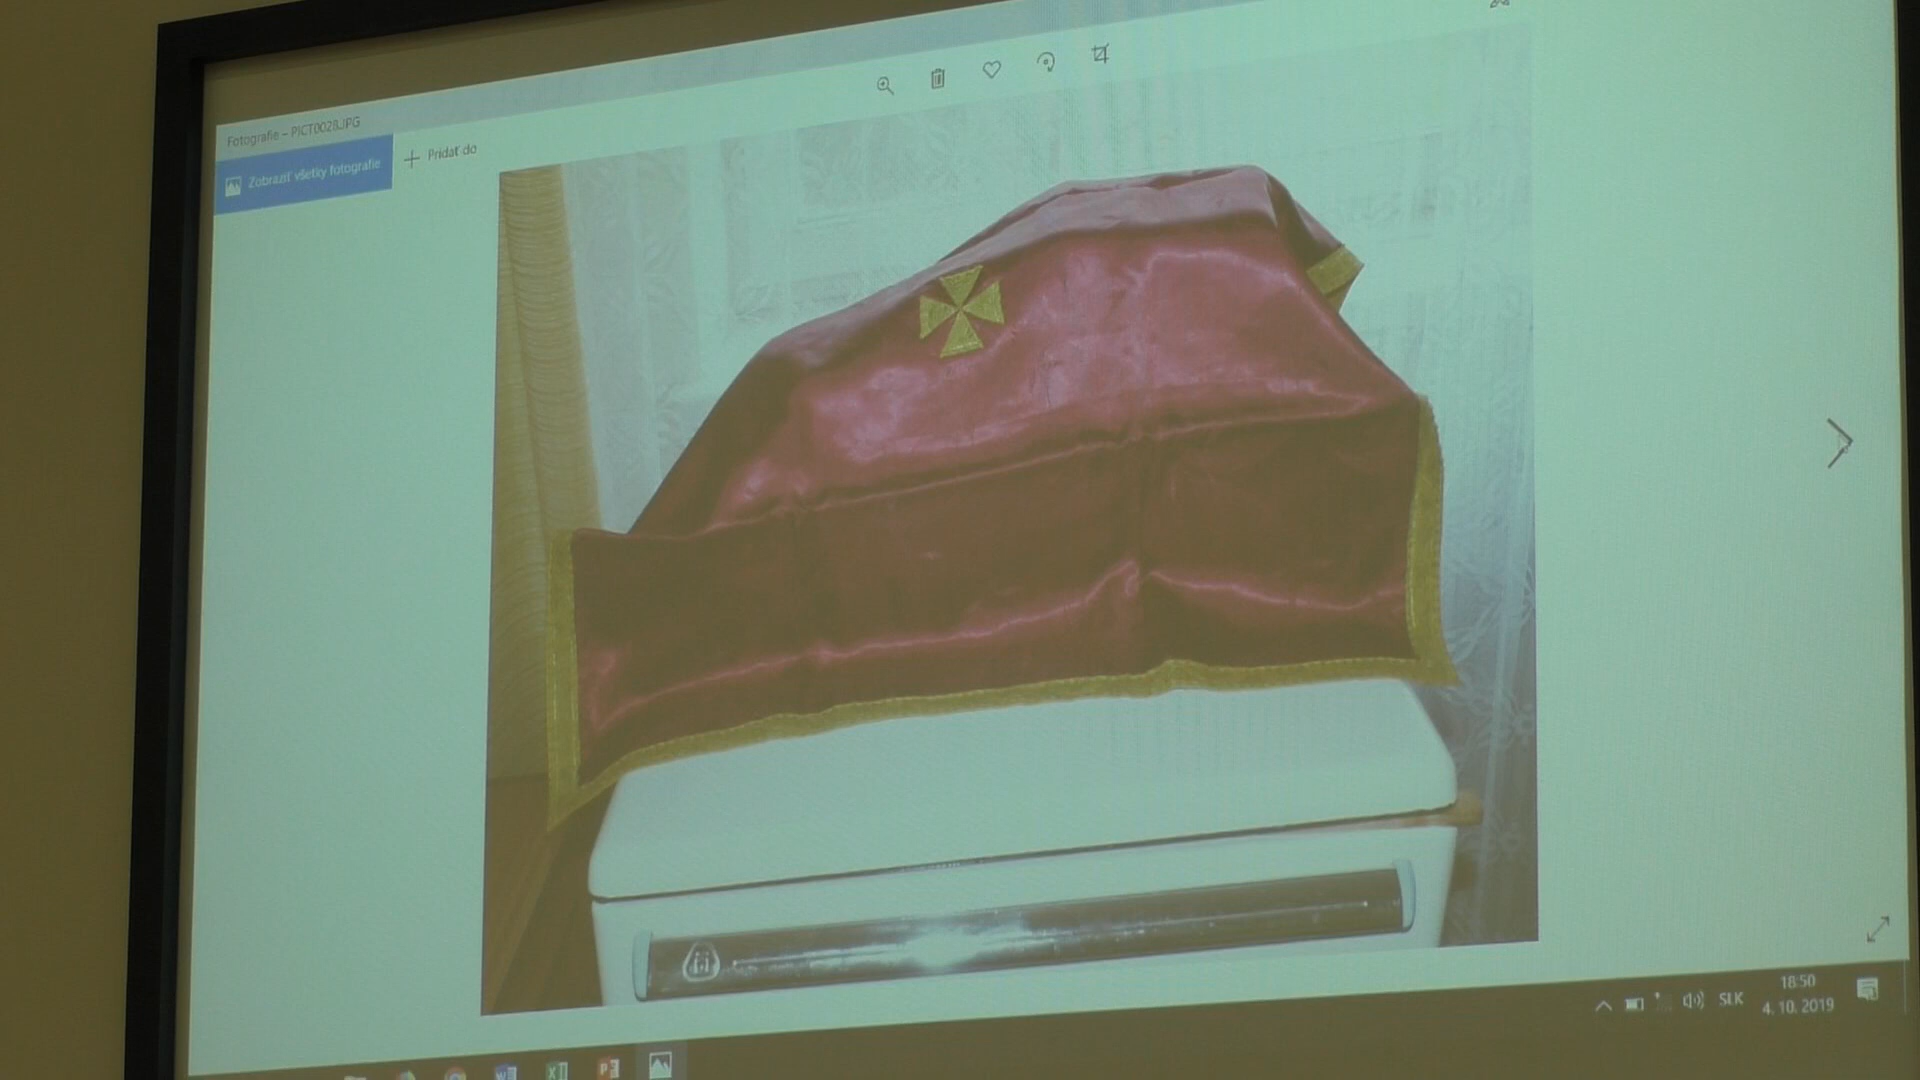 Fotografie – PICT0028.JPG
Zobraziť všetky fotografie
Pridať do
SLK
18:50
4. 10. 2019